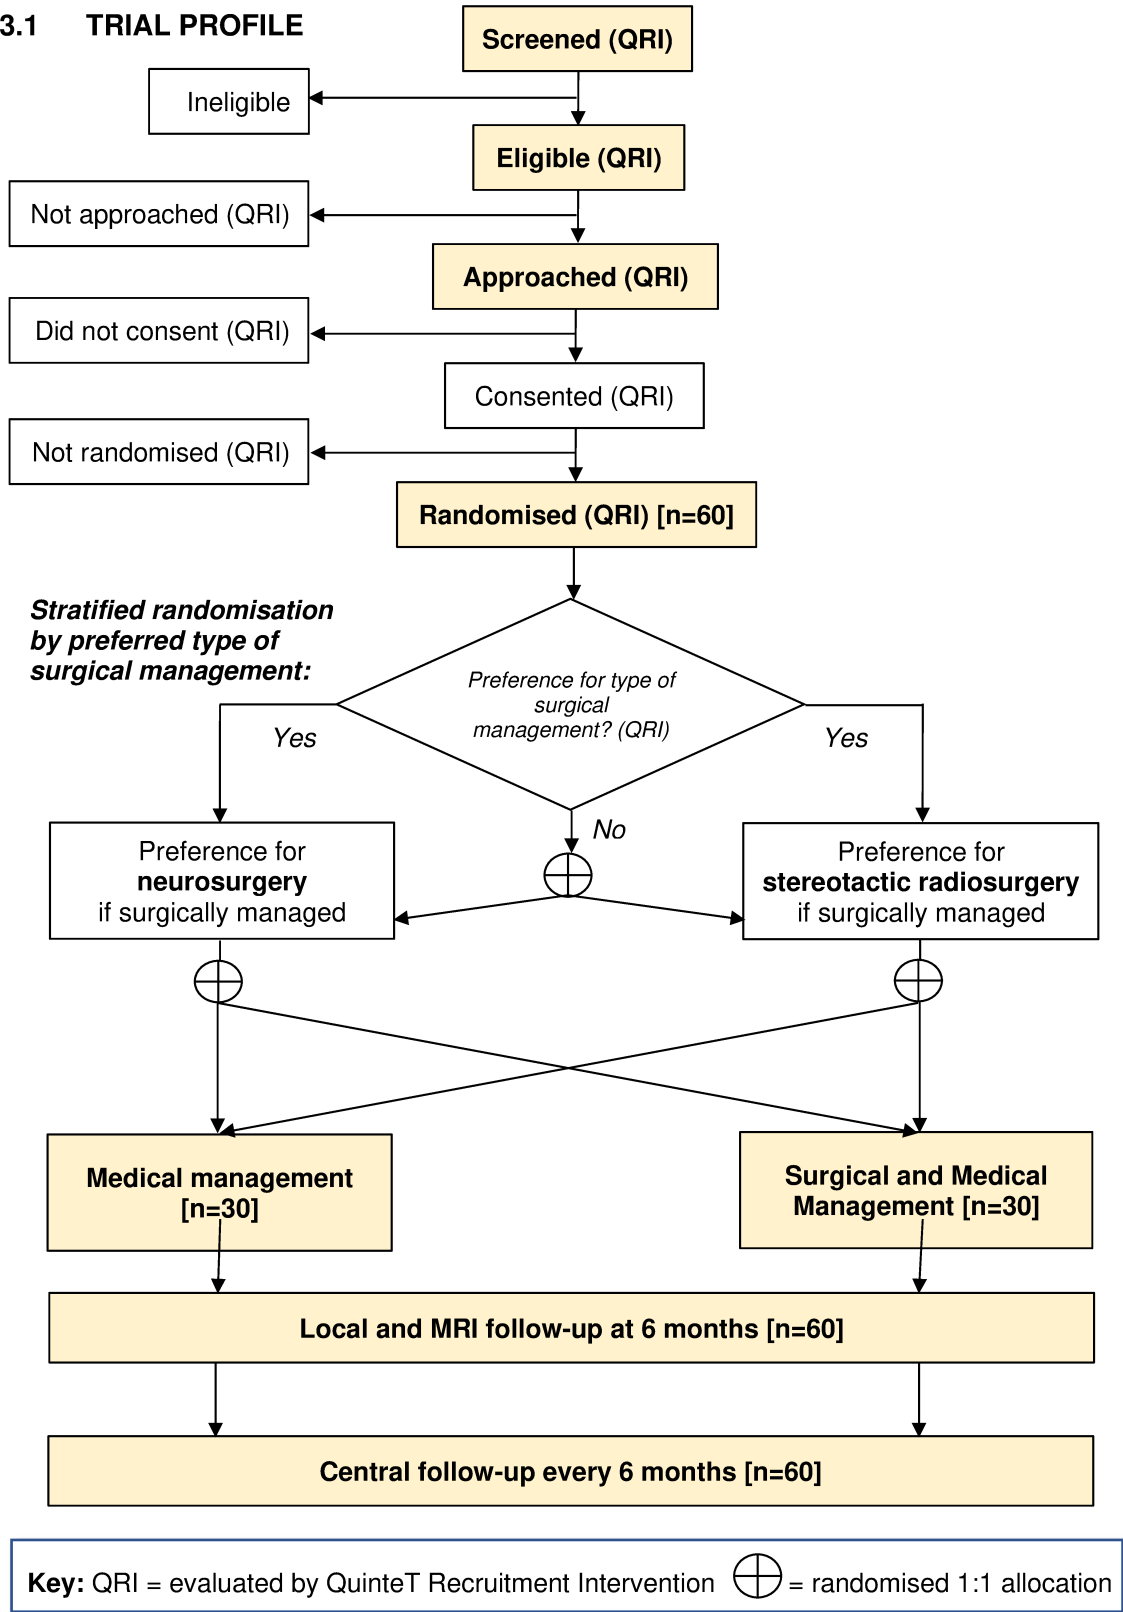 3.1 TRIAL PROFILE
Screened (QRI)
Ineligible
Eligible (QRI)
Not approached (QRI)
Approached (QRI)
Did not consent (QRI)
Consented (QRI)
Not randomised (QRI)
Randomised (QRI) [n=60]
Stratified randomisation
by preferred type of
surgical management:
Preference for type of
surgical
management? (QRI)
Yes
Yes
No
Preference for
neurosurgery
if surgically managed
Preference for
stereotactic radiosurgery
if surgically managed
Medical management
[n=30]
Surgical and Medical
Management [n=30]
Local and MRI follow-up at 6 months [n=60]
Central follow-up every 6 months [n=60]
Key: QRI = evaluated by QuinteT Recruitment Intervention = randomised 1:1 allocation